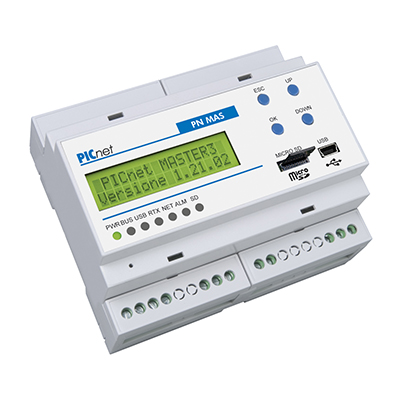 PICnet
PN MAS
ESC
UP
OK
DOWN
PICnet MASTER3
Versione 1.21.02
MICRO SD
USB
micro
PWR BUS USB RTX NET ALM SD